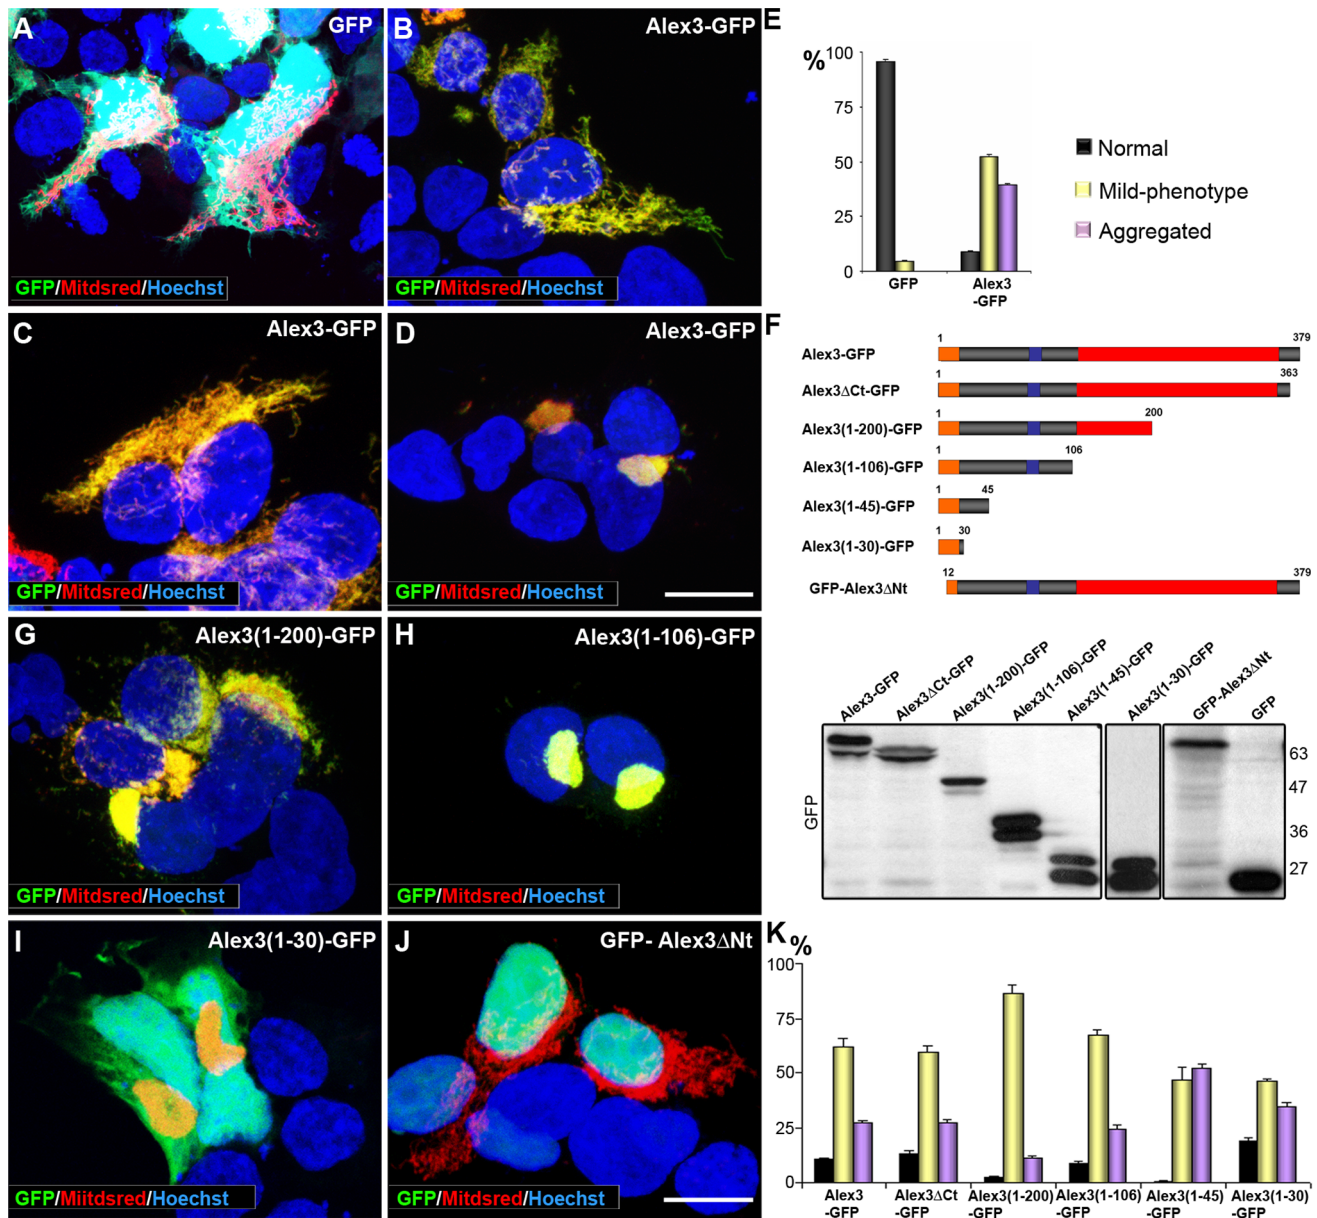 A GFP
GFP/Mitdsred/Hoechst
B Alex3-GFP
GFP/Mitdsred/Hoechst
E
%
100
75
50
25
0
GFP
Alex3
-GFP
Normal
Mild-phenotype
Aggregated
C Alex3-GFP
GFP/Mitdsred/Hoechst
D Alex3-GFP
GFP/Mitdsred/Hoechst
F
1 379
Alex3-GFP
1 363
Alex3ΔCt-GFP
1 200
Alex3(1-200)-GFP
1 106
Alex3(1-106)-GFP
1 45
Alex3(1-45)-GFP
1 30
Alex3(1-30)-GFP
12 379
GFP-Alex3ΔNt
G Alex3(1-200)-GFP
GFP/Mitdsred/Hoechst
H Alex3(1-106)-GFP
GFP/Mitdsred/Hoechst
Alex3-GFP
Alex3ΔCt-GFP
Alex3(1-200)-GFP
Alex3(1-106)-GFP
Alex3(1-45)-GFP
Alex3(1-30)-GFP
GFP-Alex3ΔNt
GFP
GFP
63
47
36
27
I Alex3(1-30)-GFP
GFP/Miitdsred/Hoechst
J GFP- Alex3ΔNt
GFP/Mitdsred/Hoechst
K
%
100
75
50
25
0
Alex3
-GFP
Alex3ΔCt
-GFP
Alex3(1-200)
-GFP
Alex3(1-106)
-GFP
Alex3(1-45)
-GFP
Alex3(1-30)
-GFP